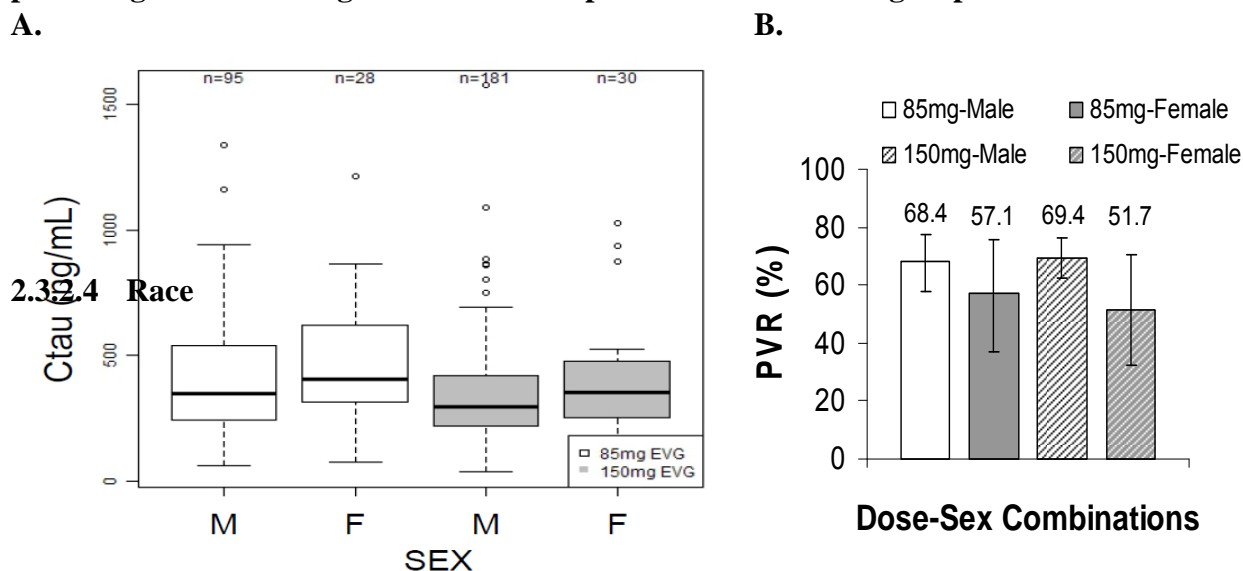 A.
B.
n=95 n=28 n=181 n=30
1500
1000
500
0
Ctau (pg/mL)
2.3.2.4 Race
85mg EVG
150mg EVG
M F M F
SEX
85mg-Male 85mg-Female
150mg-Male 150mg-Female
100
80
60
40
20
0
68.4 57.1 69.4 51.7
PVR (%)
Dose-Sex Combinations